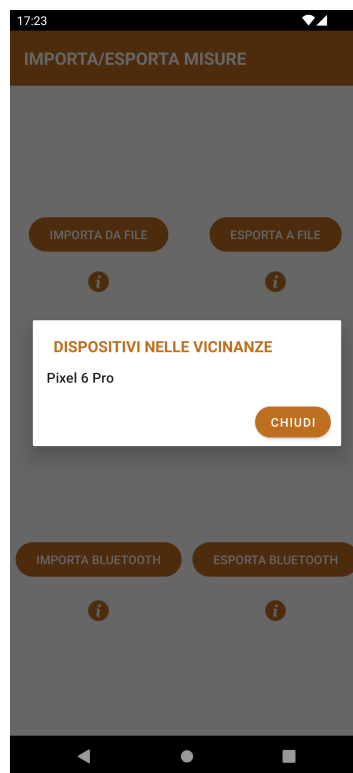 17:23
IMPORTA/ESPORTA MISURE
IMPORTA DA FILE
ESPORTA A FILE
i
i
DISPOSITIVI NELLE VICINANZE
Pixel 6 Pro
CHIUDI
IMPORTA BLUETOOTH
ESPORTA BLUETOOTH
i
i